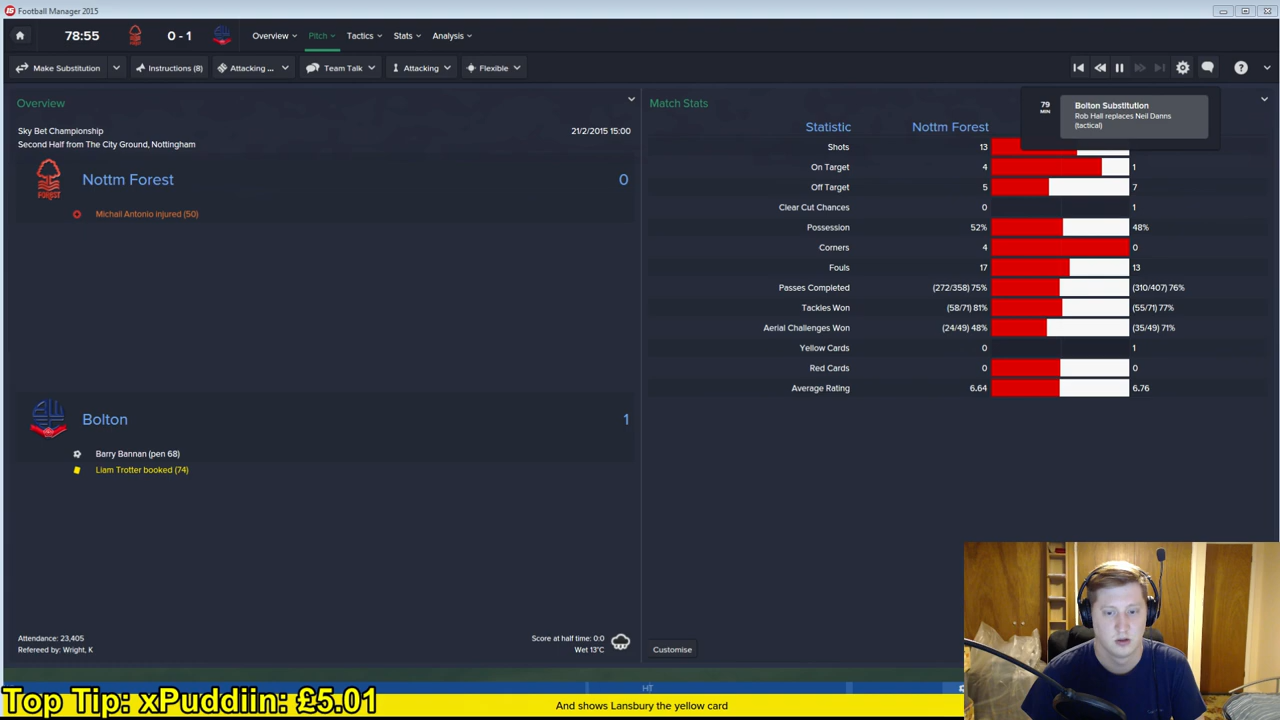 Football Manager 2015
78:55
0 - 1
Overview
Pitch
Tactics
Stats
Analysis
Make Substitution
Instructions (8)
Attacking ...
Team Talk
Attacking
Flexible
Overview
Sky Bet Championship
21/2/2015 15:00
Second Half from The City Ground, Nottingham
FOREST
Nottm Forest
0
Michail Antonio injured (50)
Bolton
1
Barry Bannan (pen 68)
Liam Trotter booked (74)
Attendance: 23,405
Refereed by: Wright, K
Score at half time: 0:0
Wet 13°C
Match Stats
79
MIN
Bolton Substitution
Rob Hall replaces Neil Danns
(tactical)
Statistic Nottm Forest
Shots 13
On Target 4 1
Off Target 5 7
Clear Cut Chances 0 1
Possession 52% 48%
Corners 4 0
Fouls 17 13
Passes Completed (272/358) 75% (310/407) 76%
Tackles Won (58/71) 81% (55/71) 77%
Aerial Challenges Won (24/49) 48% (35/49) 71%
Yellow Cards 0 1
Red Cards 0 0
Average Rating 6.64 6.76
Customise
HT
Top Tip: xPuddiin: £5.01
And shows Lansbury the yellow card